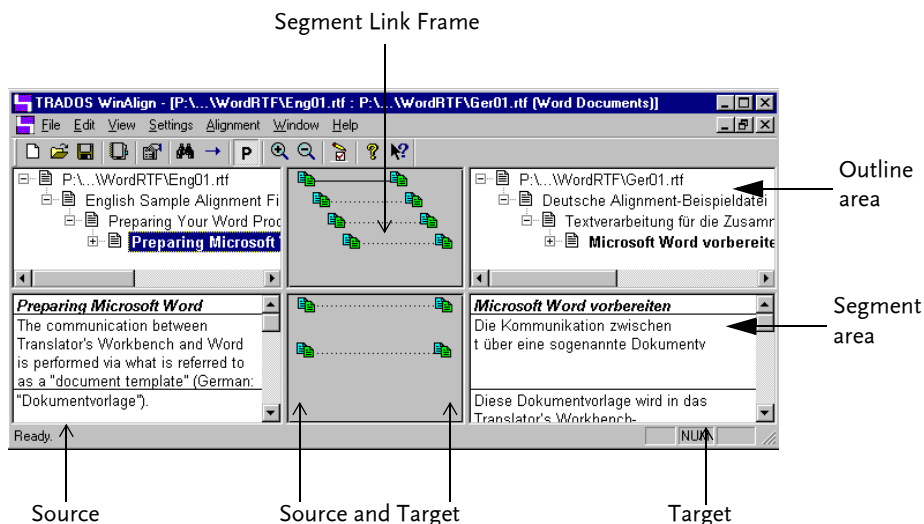 Segment Link Frame
TRADOS WinAlign - [P:\...\WordRTF\Eng01.rtf : P:\...\WordRTF\Ger01.rtf (Word Documents)]
File Edit View Settings Alignment Window Help
P
P:\...\WordRTF\Eng01.rtf
English Sample Alignment Fi
Preparing Your Word Proc
Preparing Microsoft
P:\...\WordRTF\Ger01.rtf
Deutsche Alignment-Beispieldatei
Textverarbeitung für die Zusamm
Microsoft Word vorbereite
Outline
area
Preparing Microsoft Word
The communication between
Translator's Workbench and Word
is performed via what is referred to
as a "document template" (German:
"Dokumentvorlage").
Microsoft Word vorbereiten
Die Kommunikation zwischen
t über eine sogenannte Dokumentv
Diese Dokumentvorlage wird in das
Translator's Workbench-
Segment
area
Ready.
NUM
Source
Source and Target
Target